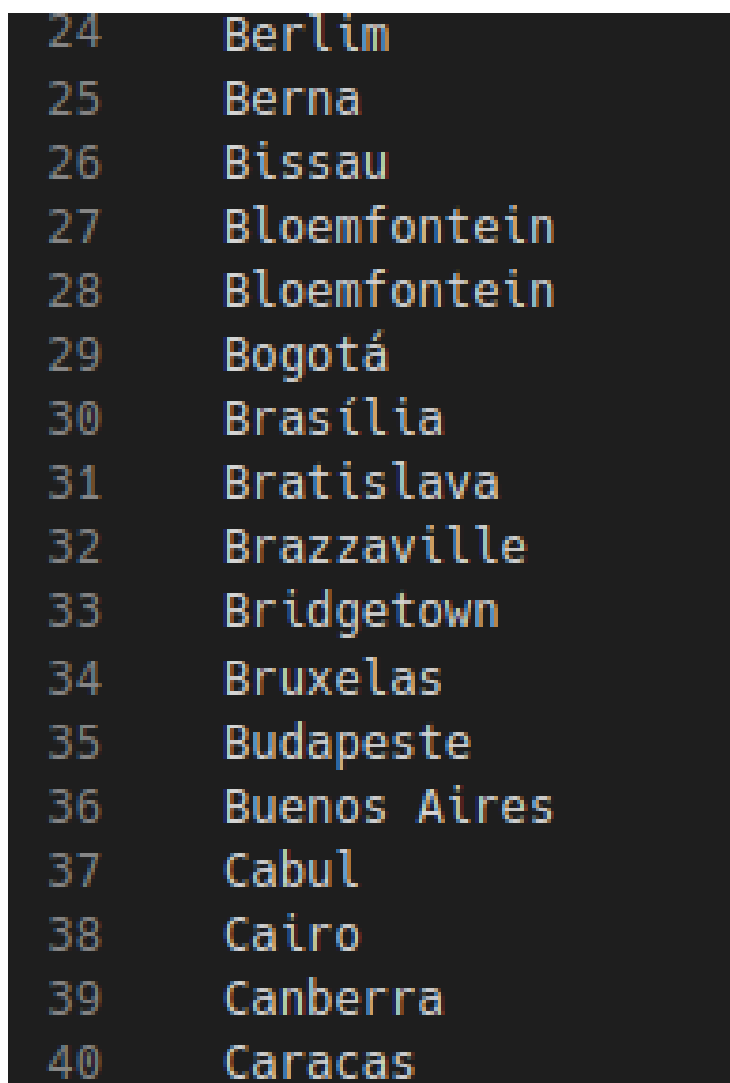 24 Berlim
25 Berna
26 Bissau
27 Bloemfontein
28 Bloemfontein
29 Bogotá
30 Brasília
31 Bratislava
32 Brazzaville
33 Bridgetown
34 Bruxelas
35 Budapeste
36 Buenos Aires
37 Cabul
38 Cairo
39 Canberra
40 Caracas